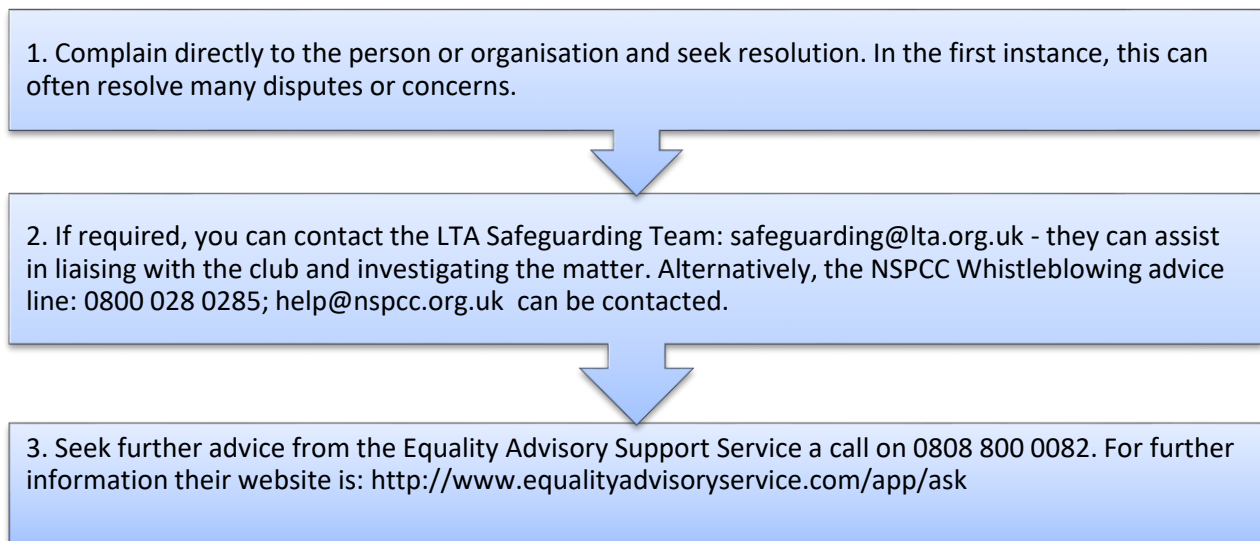 1. Complain directly to the person or organisation and seek resolution. In the first instance, this can
often resolve many disputes or concerns.
2. If required, you can contact the LTA Safeguarding Team: safeguarding@lta.org.uk - they can assist
in liaising with the club and investigating the matter. Alternatively, the NSPCC Whistleblowing advice
line: 0800 028 0285; help@nspcc.org.uk  can be contacted.
3. Seek further advice from the Equality Advisory Support Service a call on 0808 800 0082. For further
information their website is: http://www.equalityadvisoryservice.com/app/ask